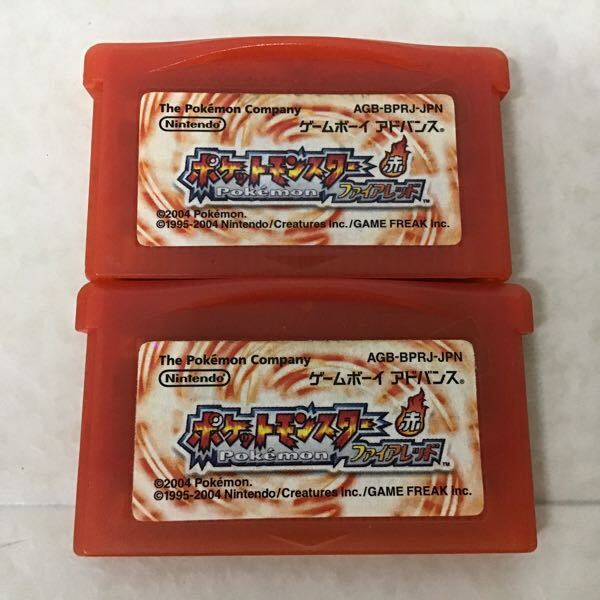 The Pokémon Company AGB-BPRJ-JPN
Nintendo ゲームボーイ アドバンス®
ポケットモンスター 赤
Pokémon ファイアレッド™
©2004 Pokémon.
©1995-2004 Nintendo/Creatures Inc./GAME FREAK inc.
The Pokémon Company AGB-BPRJ-JPN
Nintendo ゲームボーイ アドバンス®
ポケットモンスター 赤
Pokémon ファイアレッド™
©2004 Pokémon.
©1995-2004 Nintendo/Creatures Inc./GAME FREAK inc.